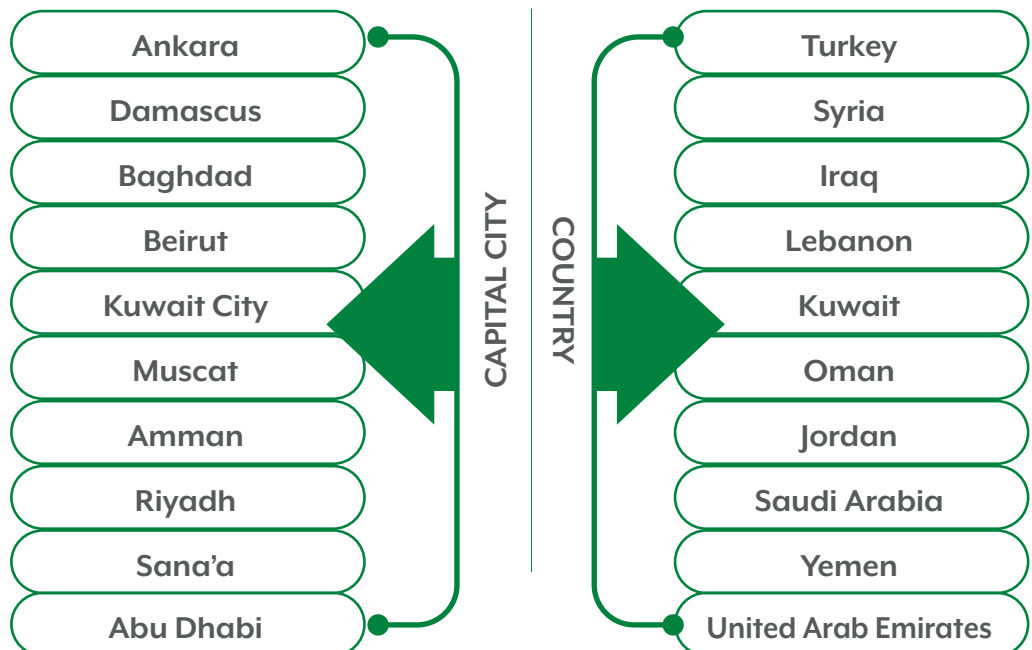 Ankara
Damascus
Baghdad
Beirut
Kuwait City
Muscat
Amman
Riyadh
Sana’a
Abu Dhabi
CAPITAL CITY
COUNTRY
Turkey
Syria
Iraq
Lebanon
Kuwait
Oman
Jordan
Saudi Arabia
Yemen
United Arab Emirates